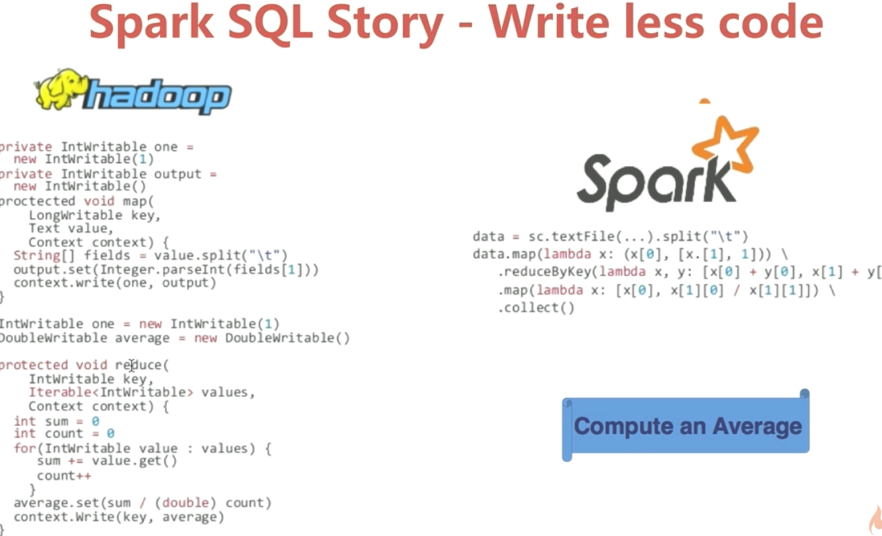 Spark SQL Story - Write less code
hadoop
private IntWritable one =
new IntWritable(1)
private IntWritable output =
new IntWritable()
proctected void map(
LongWritable key,
Text value,
Context context) {
String[] fields = value.split("\t")
output.set(Integer.parseInt(fields[1]))
context.write(one, output)
}
IntWritable one = new IntWritable(1)
DoubleWritable average = new DoubleWritable()
protected void reduce(
IntWritable key,
Iterable<IntWritable> values,
Context context) {
int sum = 0
int count = 0
for(IntWritable value : values) {
sum += value.get()
count++
}
average.set(sum / (double) count)
context.Write(key, average)
}
Spark
data = sc.textFile(...).split("\t")
data.map(lambda x: (x[0], [x.[1], 1])) \
.reduceByKey(lambda x, y: [x[0] + y[0], x[1] + y[
.map(lambda x: [x[0], x[1][0] / x[1][1]]) \
.collect()
Compute an Average